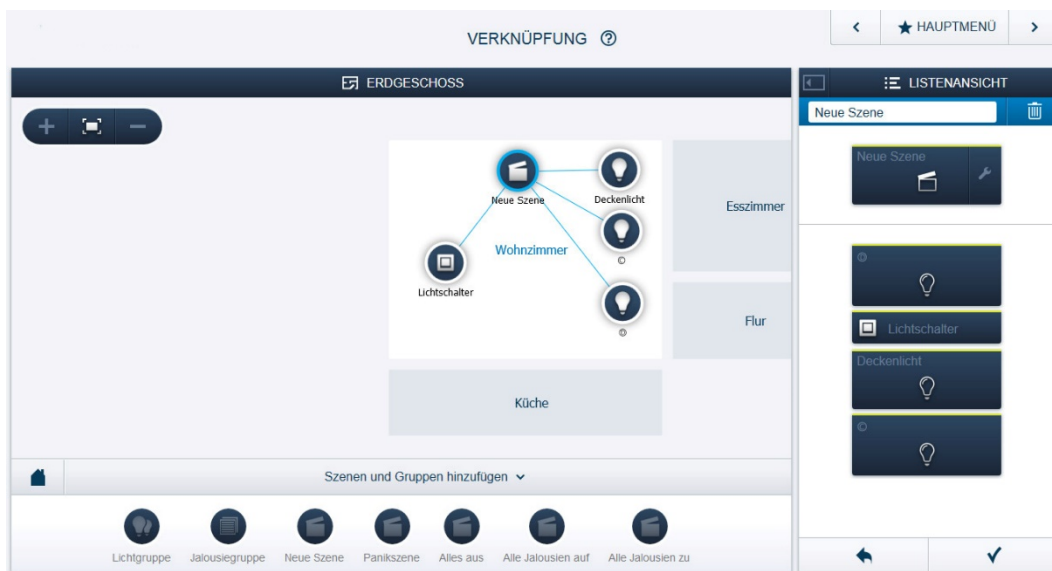 VERKNÜPFUNG ?
HAUPTMENÜ
ERDGESCHOSS
LISTENANSICHT
Neue Szene
Neue Szene
Neue Szene
Deckenlicht
©
Wohnzimmer
Lichtschalter
©
Esszimmer
Flur
Küche
©
Lichtschalter
Deckenlicht
©
Szenen und Gruppen hinzufügen
Lichtgruppe Jalousiegruppe Neue Szene Panikszene Alles aus Alle Jalousien auf Alle Jalousien zu